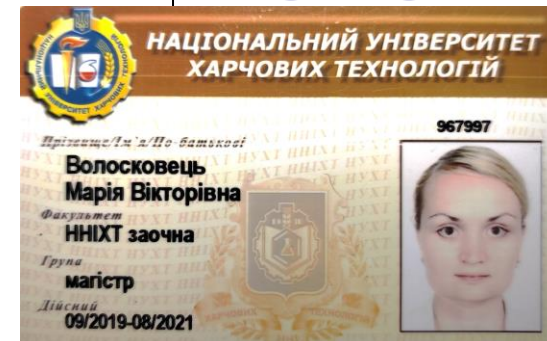 НАЦІОНАЛЬНИЙ УНІВЕРСИТЕТ
ХАРЧОВИХ ТЕХНОЛОГІЙ
967997
Прізвище/Ім'я/По-батькові
Волосковець
Марія Вікторівна
Факультет
ННІХТ заочна
Група
магістр
Дійсний
09/2019-08/2021